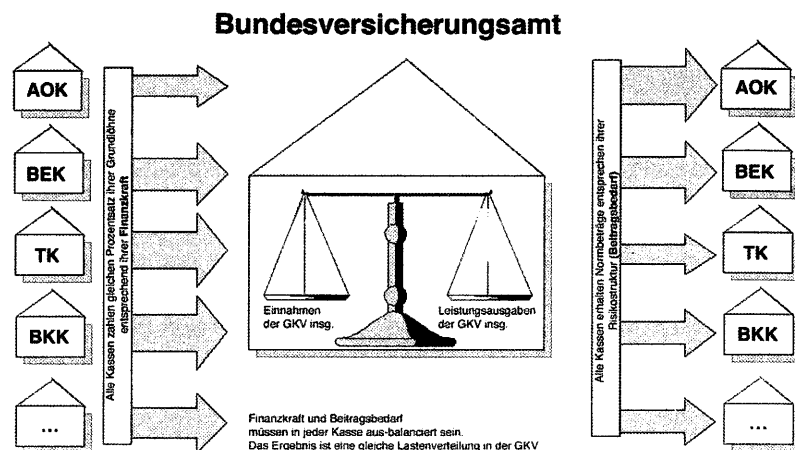 Bundesversicherungsamt
AOK
BEK
TK
BKK
...
Alle Kassen zahlen gleichen Prozentsatz ihrer Grundlöhne
entsprechend ihrer Finanzkraft
Einnahmen
der GKV insg.
Leistungsausgaben
der GKV insg.
Finanzkraft und Beitragsbedarf
müssen in jeder Kasse aus-balanciert sein.
Das Ergebnis ist eine gleiche Lastenverteilung in der GKV
Alle Kassen erhalten Normbeträge entsprechen ihrer
Risikostruktur (Beitragsbedarf)
AOK
BEK
TK
BKK
...